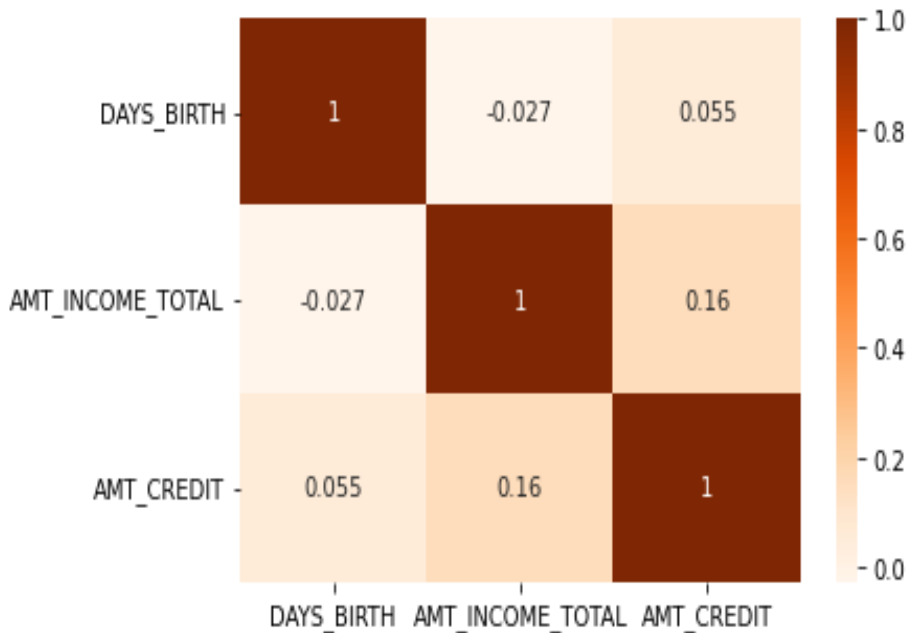 1.0
DAYS_BIRTH 1 -0.027 0.055
0.8
0.6
AMT_INCOME_TOTAL -0.027 1 0.16
0.4
0.2
AMT_CREDIT 0.055 0.16 1
0.0
DAYS_BIRTH AMT_INCOME_TOTAL AMT_CREDIT